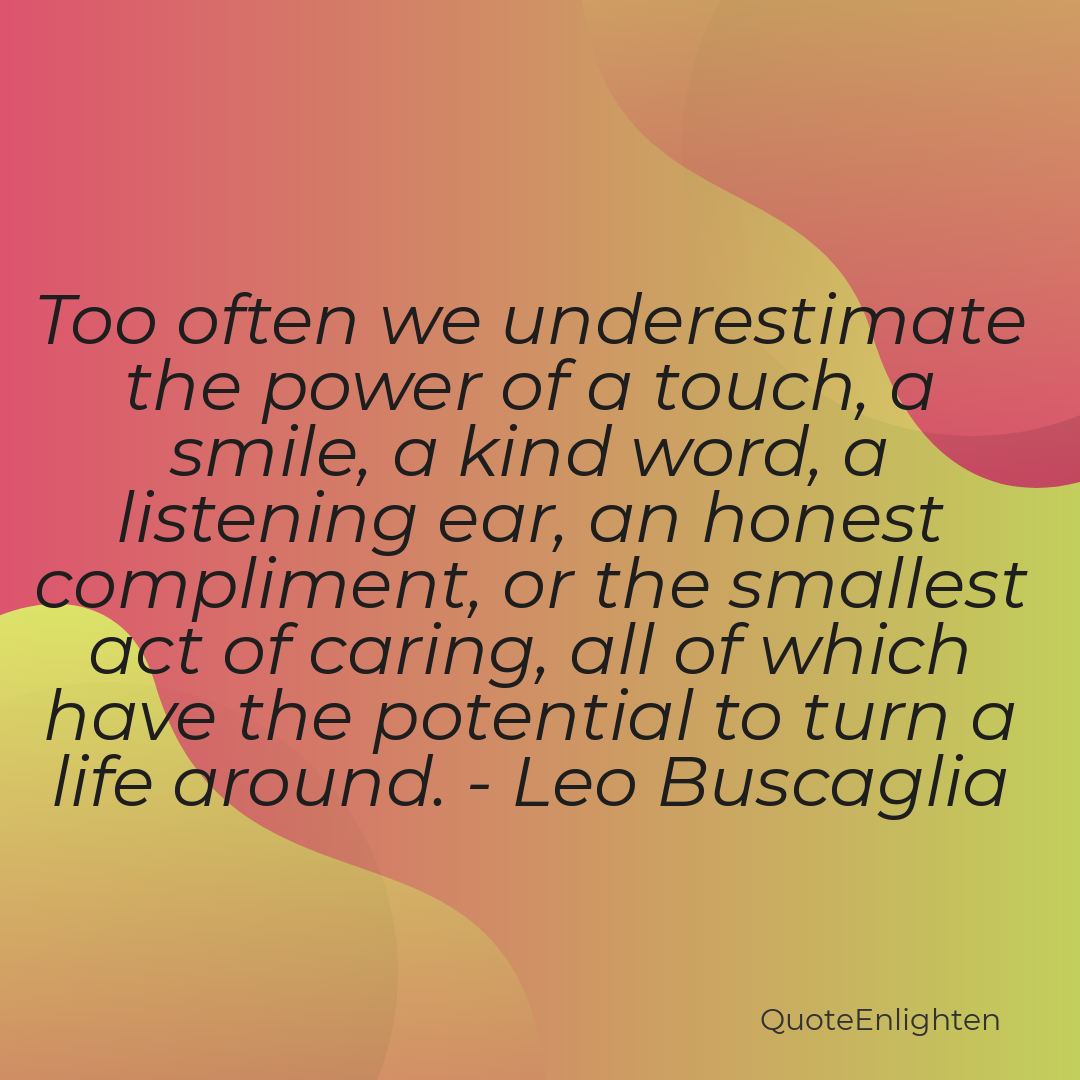 Too often we underestimate
the power of a touch, a
smile, a kind word, a
listening ear, an honest
compliment, or the smallest
act of caring, all of which
have the potential to turn a
life around. - Leo Buscaglia
QuoteEnlighten